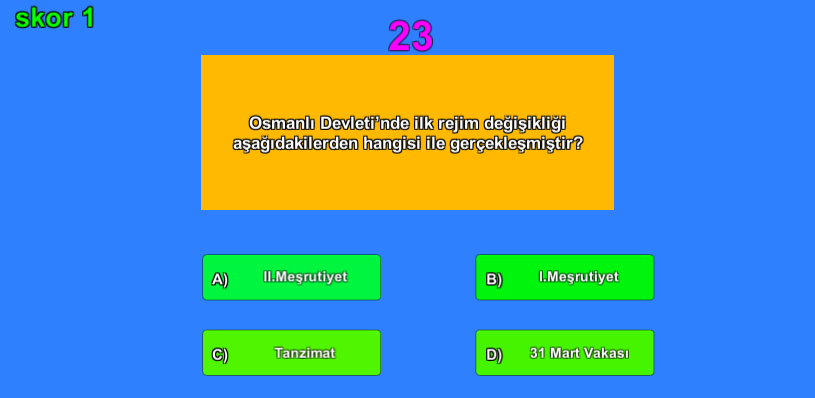 skor 1
23
Osmanlı Devleti'nde ilk rejim değişikliği
aşağıdakilerden hangisi ile gerçekleşmiştir?
A) II.Meşrutiyet
B) I.Meşrutiyet
C) Tanzimat
D) 31 Mart Vakası